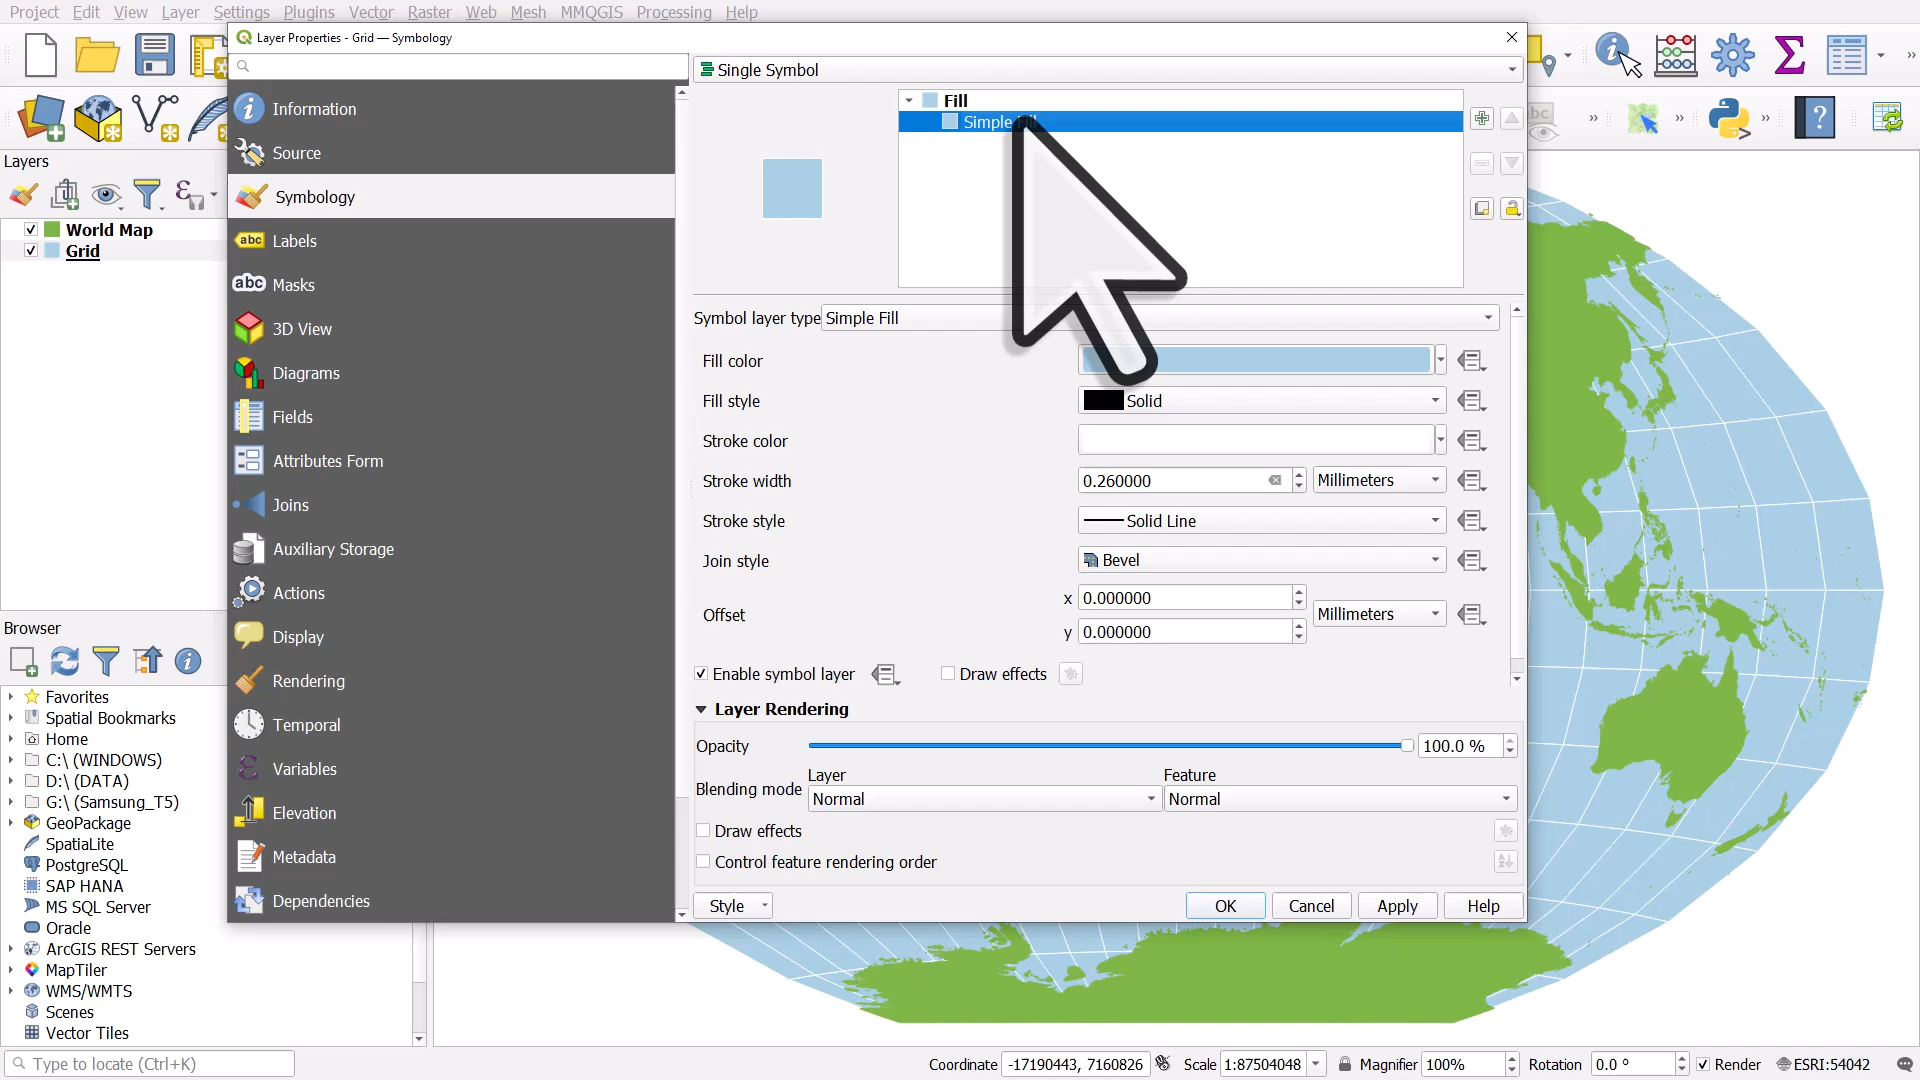 Project Edit View Layer Settings Plugins Vector Raster Web Mesh MMQGIS Processing Help
Layer Properties - Grid — Symbology
Single Symbol
Information
Source
Symbology
Labels
Masks
3D View
Diagrams
Fields
Attributes Form
Joins
Auxiliary Storage
Actions
Display
Rendering
Temporal
Variables
Elevation
Metadata
Dependencies
Fill
Simple Fill
Symbol layer type Simple Fill
Fill color
Fill style Solid
Stroke color
Stroke width 0.260000 Millimeters
Stroke style Solid Line
Join style Bevel
Offset x 0.000000 Millimeters
y 0.000000
Enable symbol layer Draw effects
Layer Rendering
Opacity 100.0 %
Layer Feature
Blending mode Normal Normal
Draw effects
Control feature rendering order
Style OK Cancel Apply Help
Layers
World Map
Grid
Browser
Favorites
Spatial Bookmarks
Home
C:\ (WINDOWS)
D:\ (DATA)
G:\ (Samsung_T5)
GeoPackage
SpatiaLite
PostgreSQL
SAP HANA
MS SQL Server
Oracle
ArcGIS REST Servers
MapTiler
WMS/WMTS
Scenes
Vector Tiles
Type to locate (Ctrl+K)
Coordinate -17190443, 7160826 Scale 1:87504048 Magnifier 100% Rotation 0.0 ° Render ESRI:54042